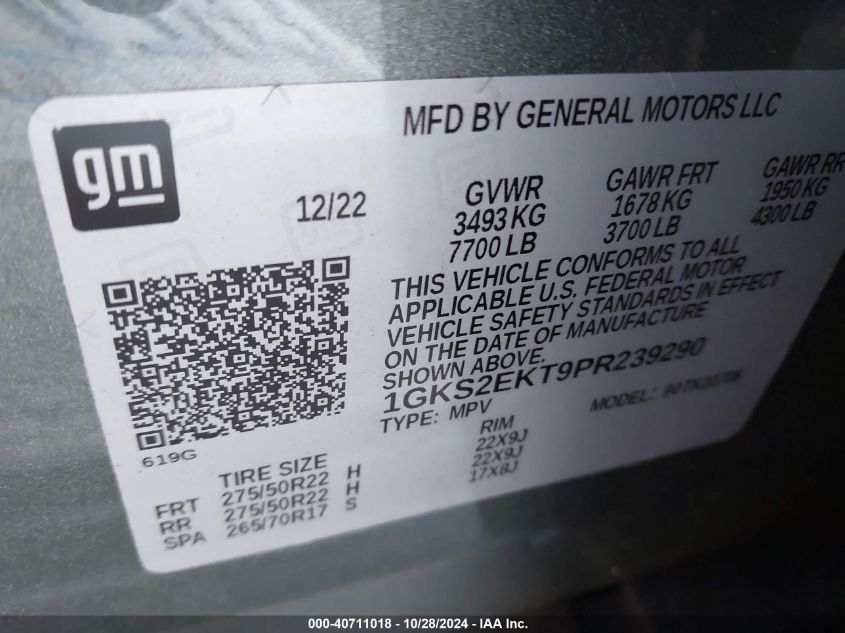 gm
MFD BY GENERAL MOTORS LLC
12/22
GVWR GAWR FRT GAWR RR
3493 KG 1678 KG 1950 KG
7700 LB 3700 LB 4300 LB
THIS VEHICLE CONFORMS TO ALL
APPLICABLE U.S. FEDERAL MOTOR
VEHICLE SAFETY STANDARDS IN EFFECT
ON THE DATE OF MANUFACTURE
SHOWN ABOVE.
1GKS2EKT9PR239290
TYPE: MPV MODEL:
619G
TIRE SIZE RIM
FRT 275/50R22 H 22X9J
RR 275/50R22 H 22X9J
SPA 265/70R17 S 17X8J
000-40711018 - 10/28/2024 - IAA Inc.